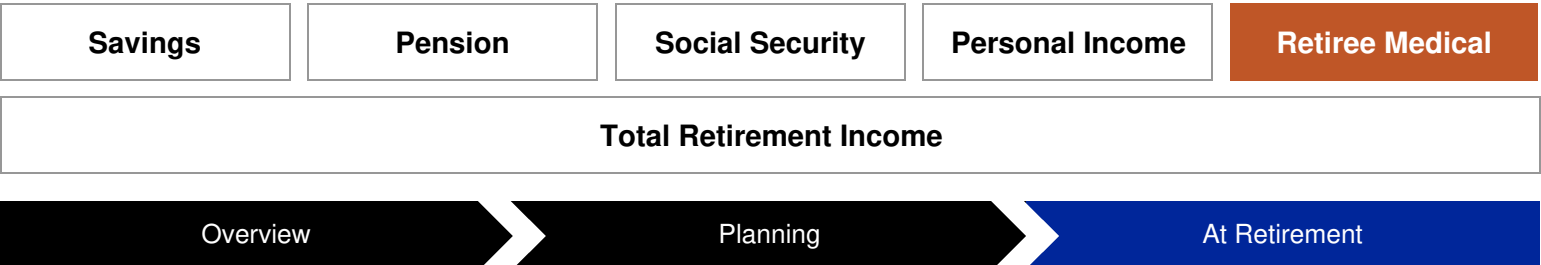 Savings
Pension
Social Security
Personal Income
Retiree Medical
Total Retirement Income
Overview
Planning
At Retirement